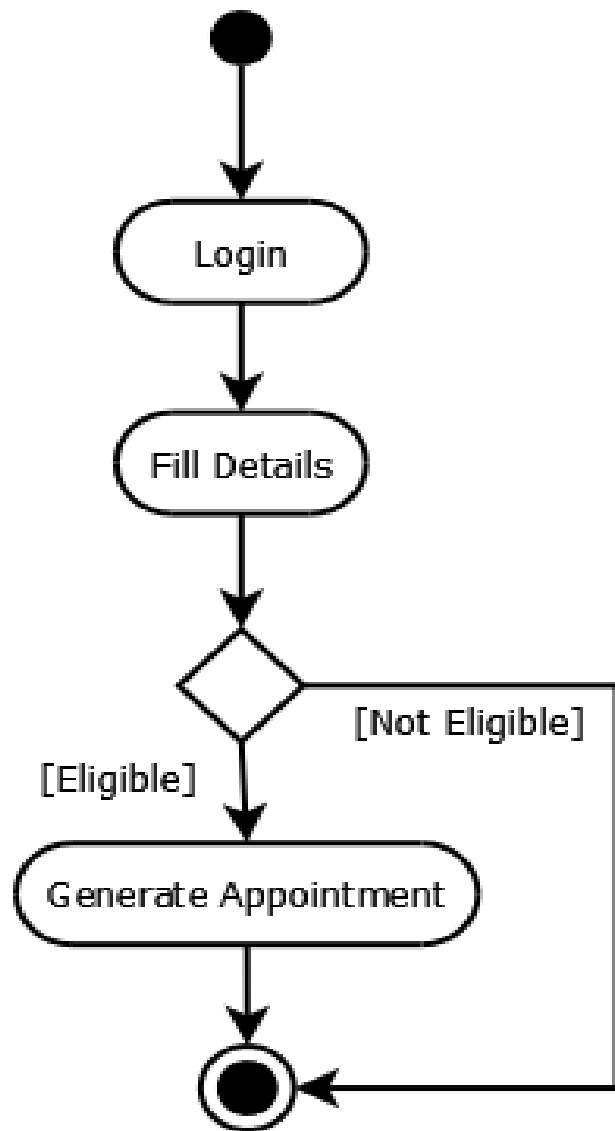 Login
Fill Details
[Not Eligible]
[Eligible]
Generate Appointment